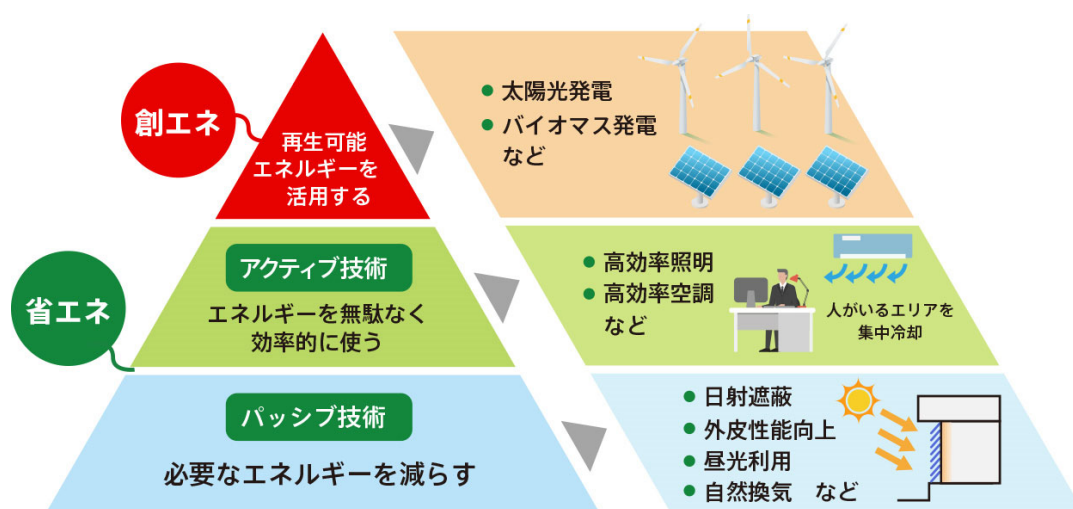 創エネ
再生可能
エネルギーを
活用する
● 太陽光発電
● バイオマス発電
など
省エネ
アクティブ技術
エネルギーを無駄なく
効率的に使う
● 高効率照明
● 高効率空調
など
人がいるエリアを
集中冷却
パッシブ技術
必要なエネルギーを減らす
● 日射遮蔽
● 外皮性能向上
● 昼光利用
● 自然換気 など